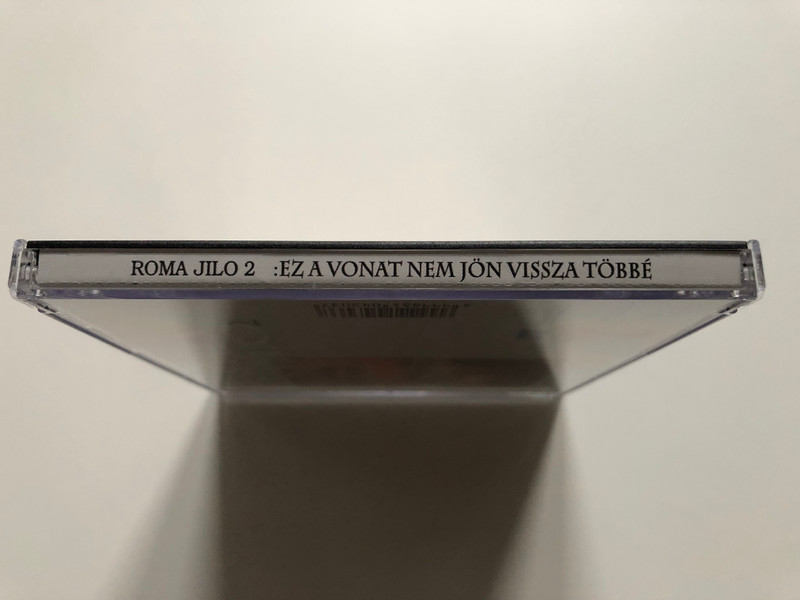 ROMA JILO 2 :EZ A VONAT NEM JÖN VISSZA TÖBBÉ